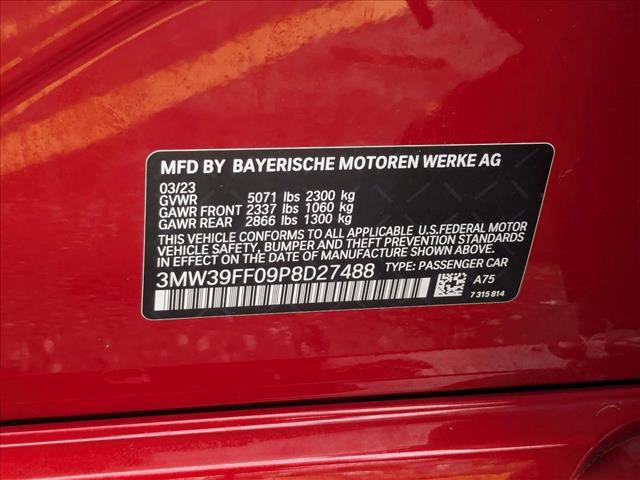 MFD BY BAYERISCHE MOTOREN WERKE AG
03/23
GVWR 5071 lbs 2300 kg
GAWR FRONT 2337 lbs 1060 kg
GAWR REAR 2866 lbs 1300 kg
THIS VEHICLE CONFORMS TO ALL APPLICABLE U.S.FEDERAL MOTOR
VEHICLE SAFETY, BUMPER AND THEFT PREVENTION STANDARDS
IN EFFECT ON THE DATE OF MANUFACTURE SHOWN ABOVE.
3MW39FF09P8D27488 TYPE: PASSENGER CAR
A75
7 315 814